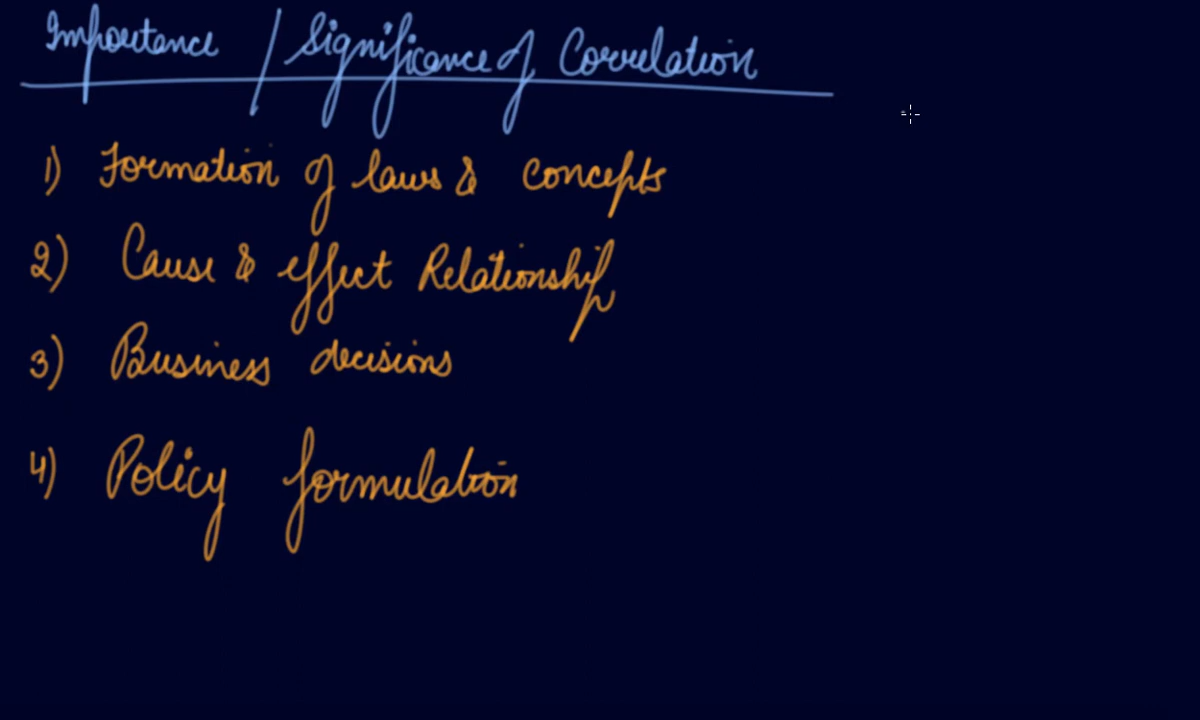 Importance / Significance of Correlation
1) Formation of laws & concepts
2) Cause & effect Relationship
3) Business decisions
4) Policy formulation